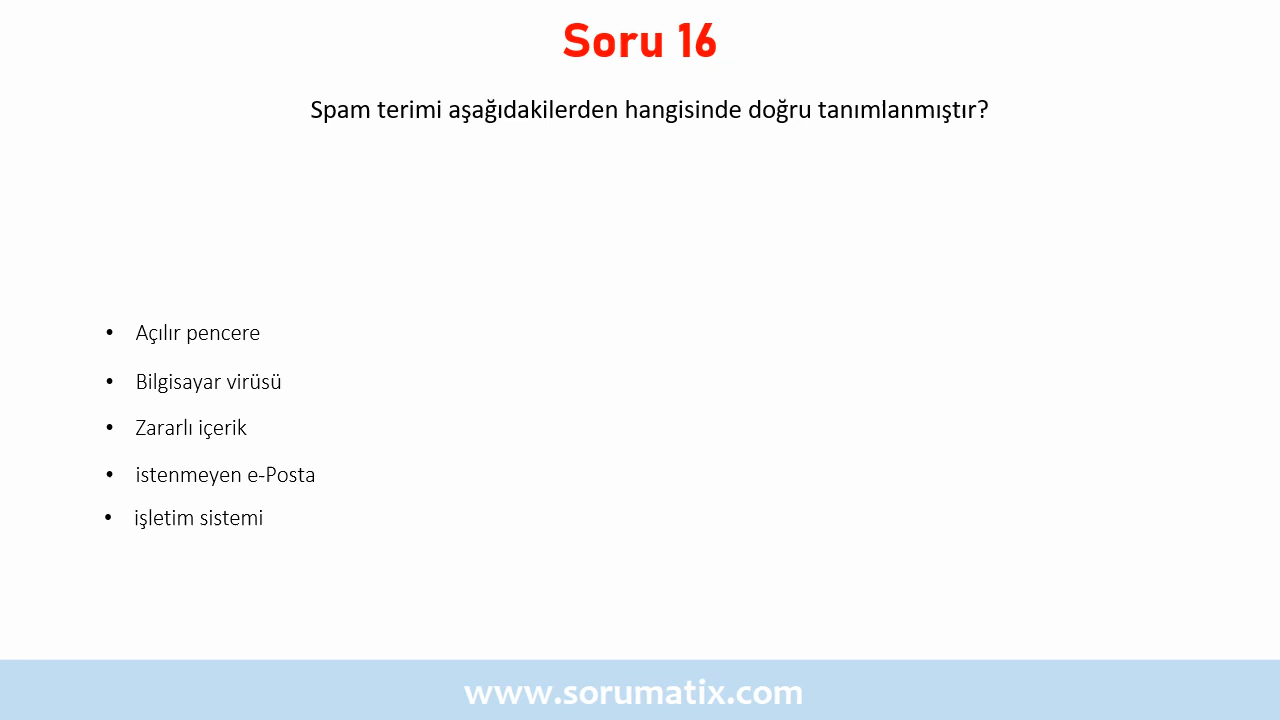 Soru 16
Spam terimi aşağıdakilerden hangisinde doğru tanımlanmıştır?
• Açılır pencere
• Bilgisayar virüsü
• Zararlı içerik
• istenmeyen e-Posta
• işletim sistemi
www.sorumatix.com